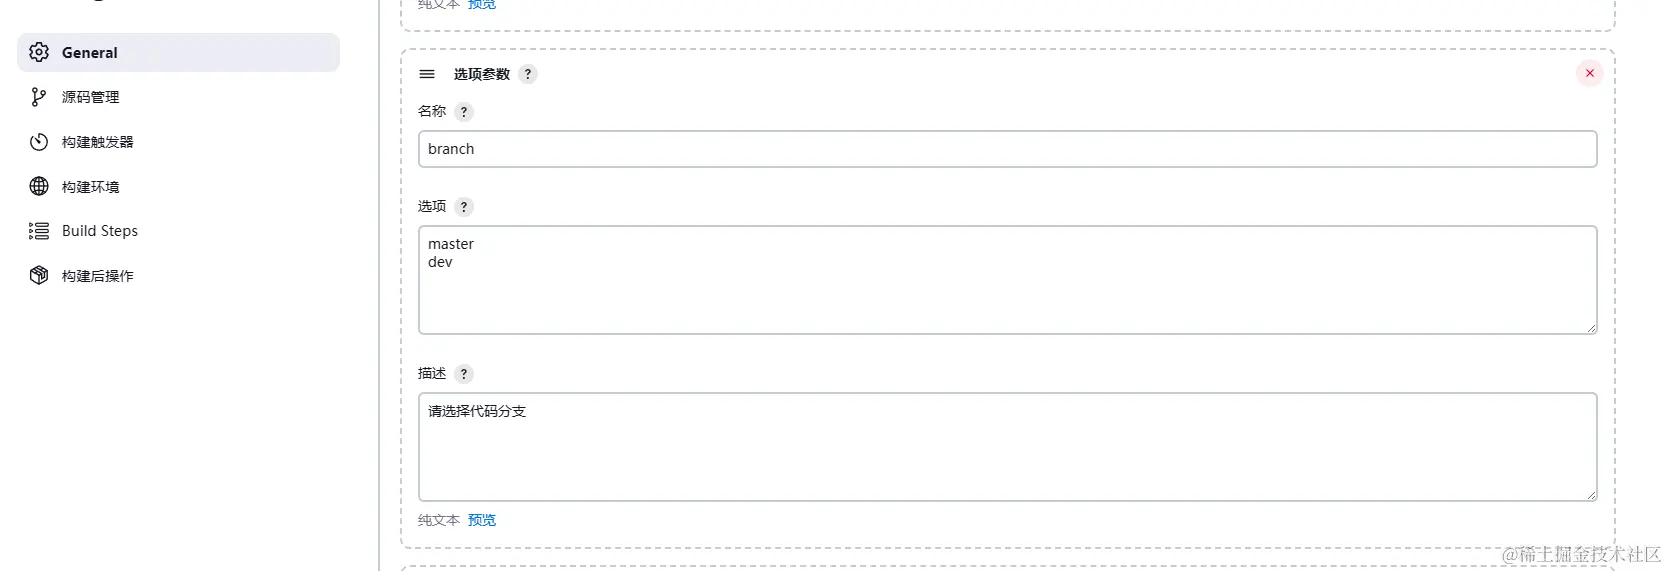 纯文本 预览
General
源码管理
构建触发器
构建环境
Build Steps
构建后操作
选项参数 ?
名称 ?
branch
选项 ?
master
dev
描述 ?
请选择代码分支
纯文本 预览
@稀土掘金技术社区